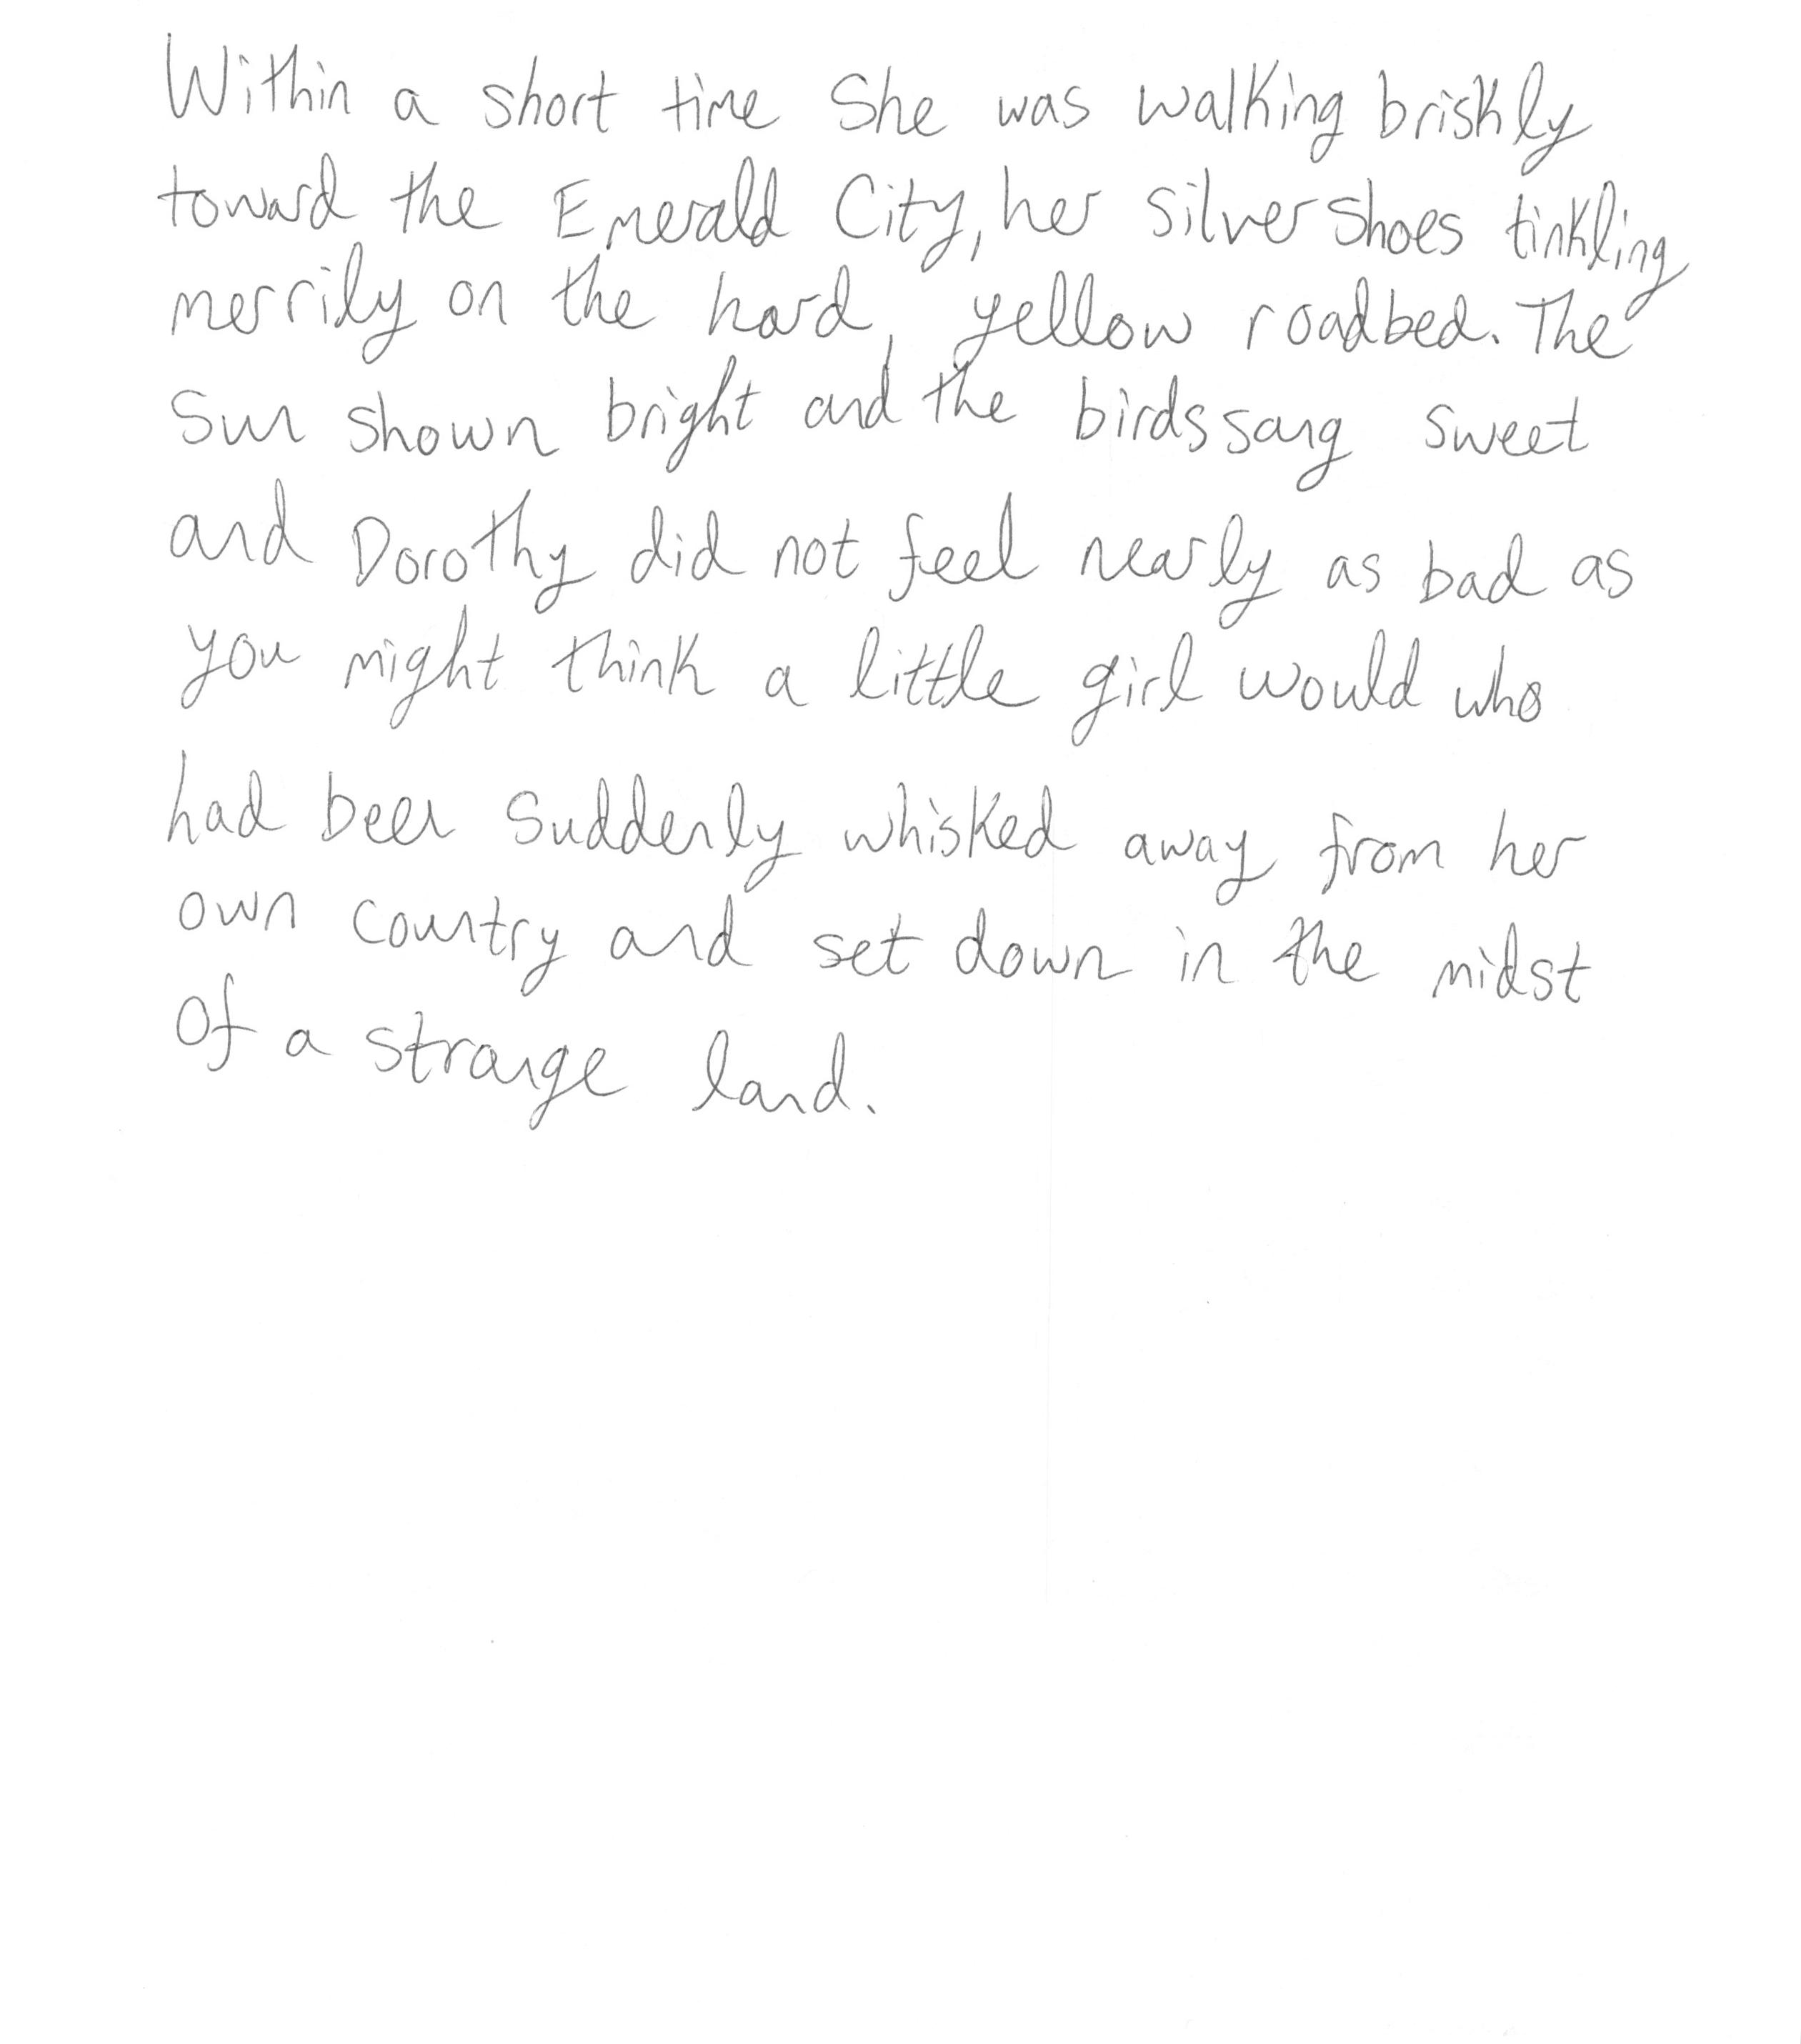 Within a short time she was walking briskly
toward the Emerald City, her silver shoes tinkling
merrily on the hard, yellow roadbed. The
sun shown bright and the birds sang sweet
and Dorothy did not feel nearly as bad as
you might think a little girl would who
had been suddenly whisked away from her
own country and set down in the midst
of a strange land.